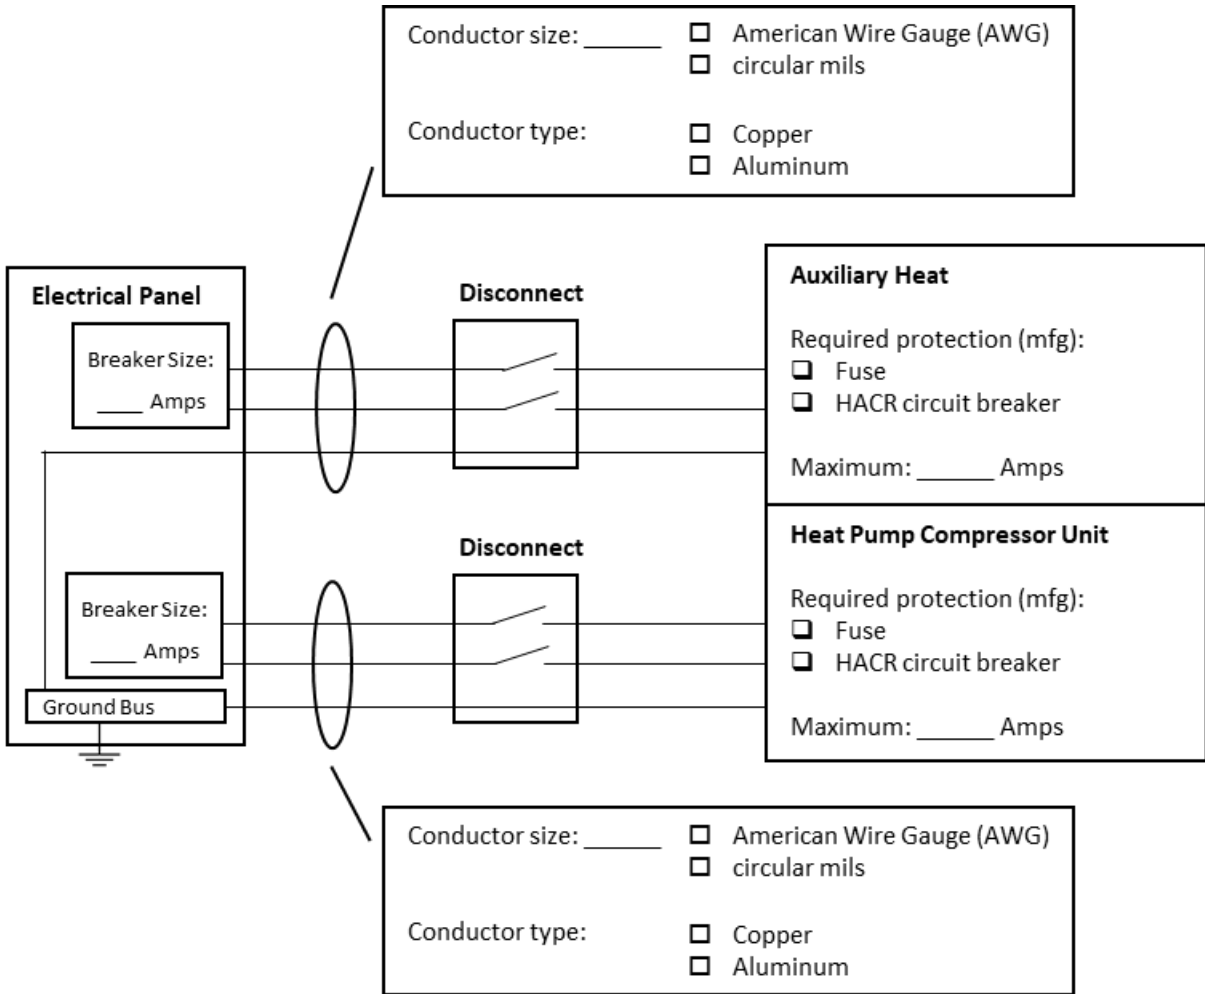 Conductor size: ______ ☐ American Wire Gauge (AWG)
☐ circular mils
Conductor type: ☐ Copper
☐ Aluminum
Electrical Panel
Breaker Size:
____ Amps
Disconnect
Auxiliary Heat
Required protection (mfg):
❑ Fuse
❑ HACR circuit breaker
Maximum: ______ Amps
Breaker Size:
____ Amps
Ground Bus
Disconnect
Heat Pump Compressor Unit
Required protection (mfg):
❑ Fuse
❑ HACR circuit breaker
Maximum: ______ Amps
Conductor size: ______ ☐ American Wire Gauge (AWG)
☐ circular mils
Conductor type: ☐ Copper
☐ Aluminum